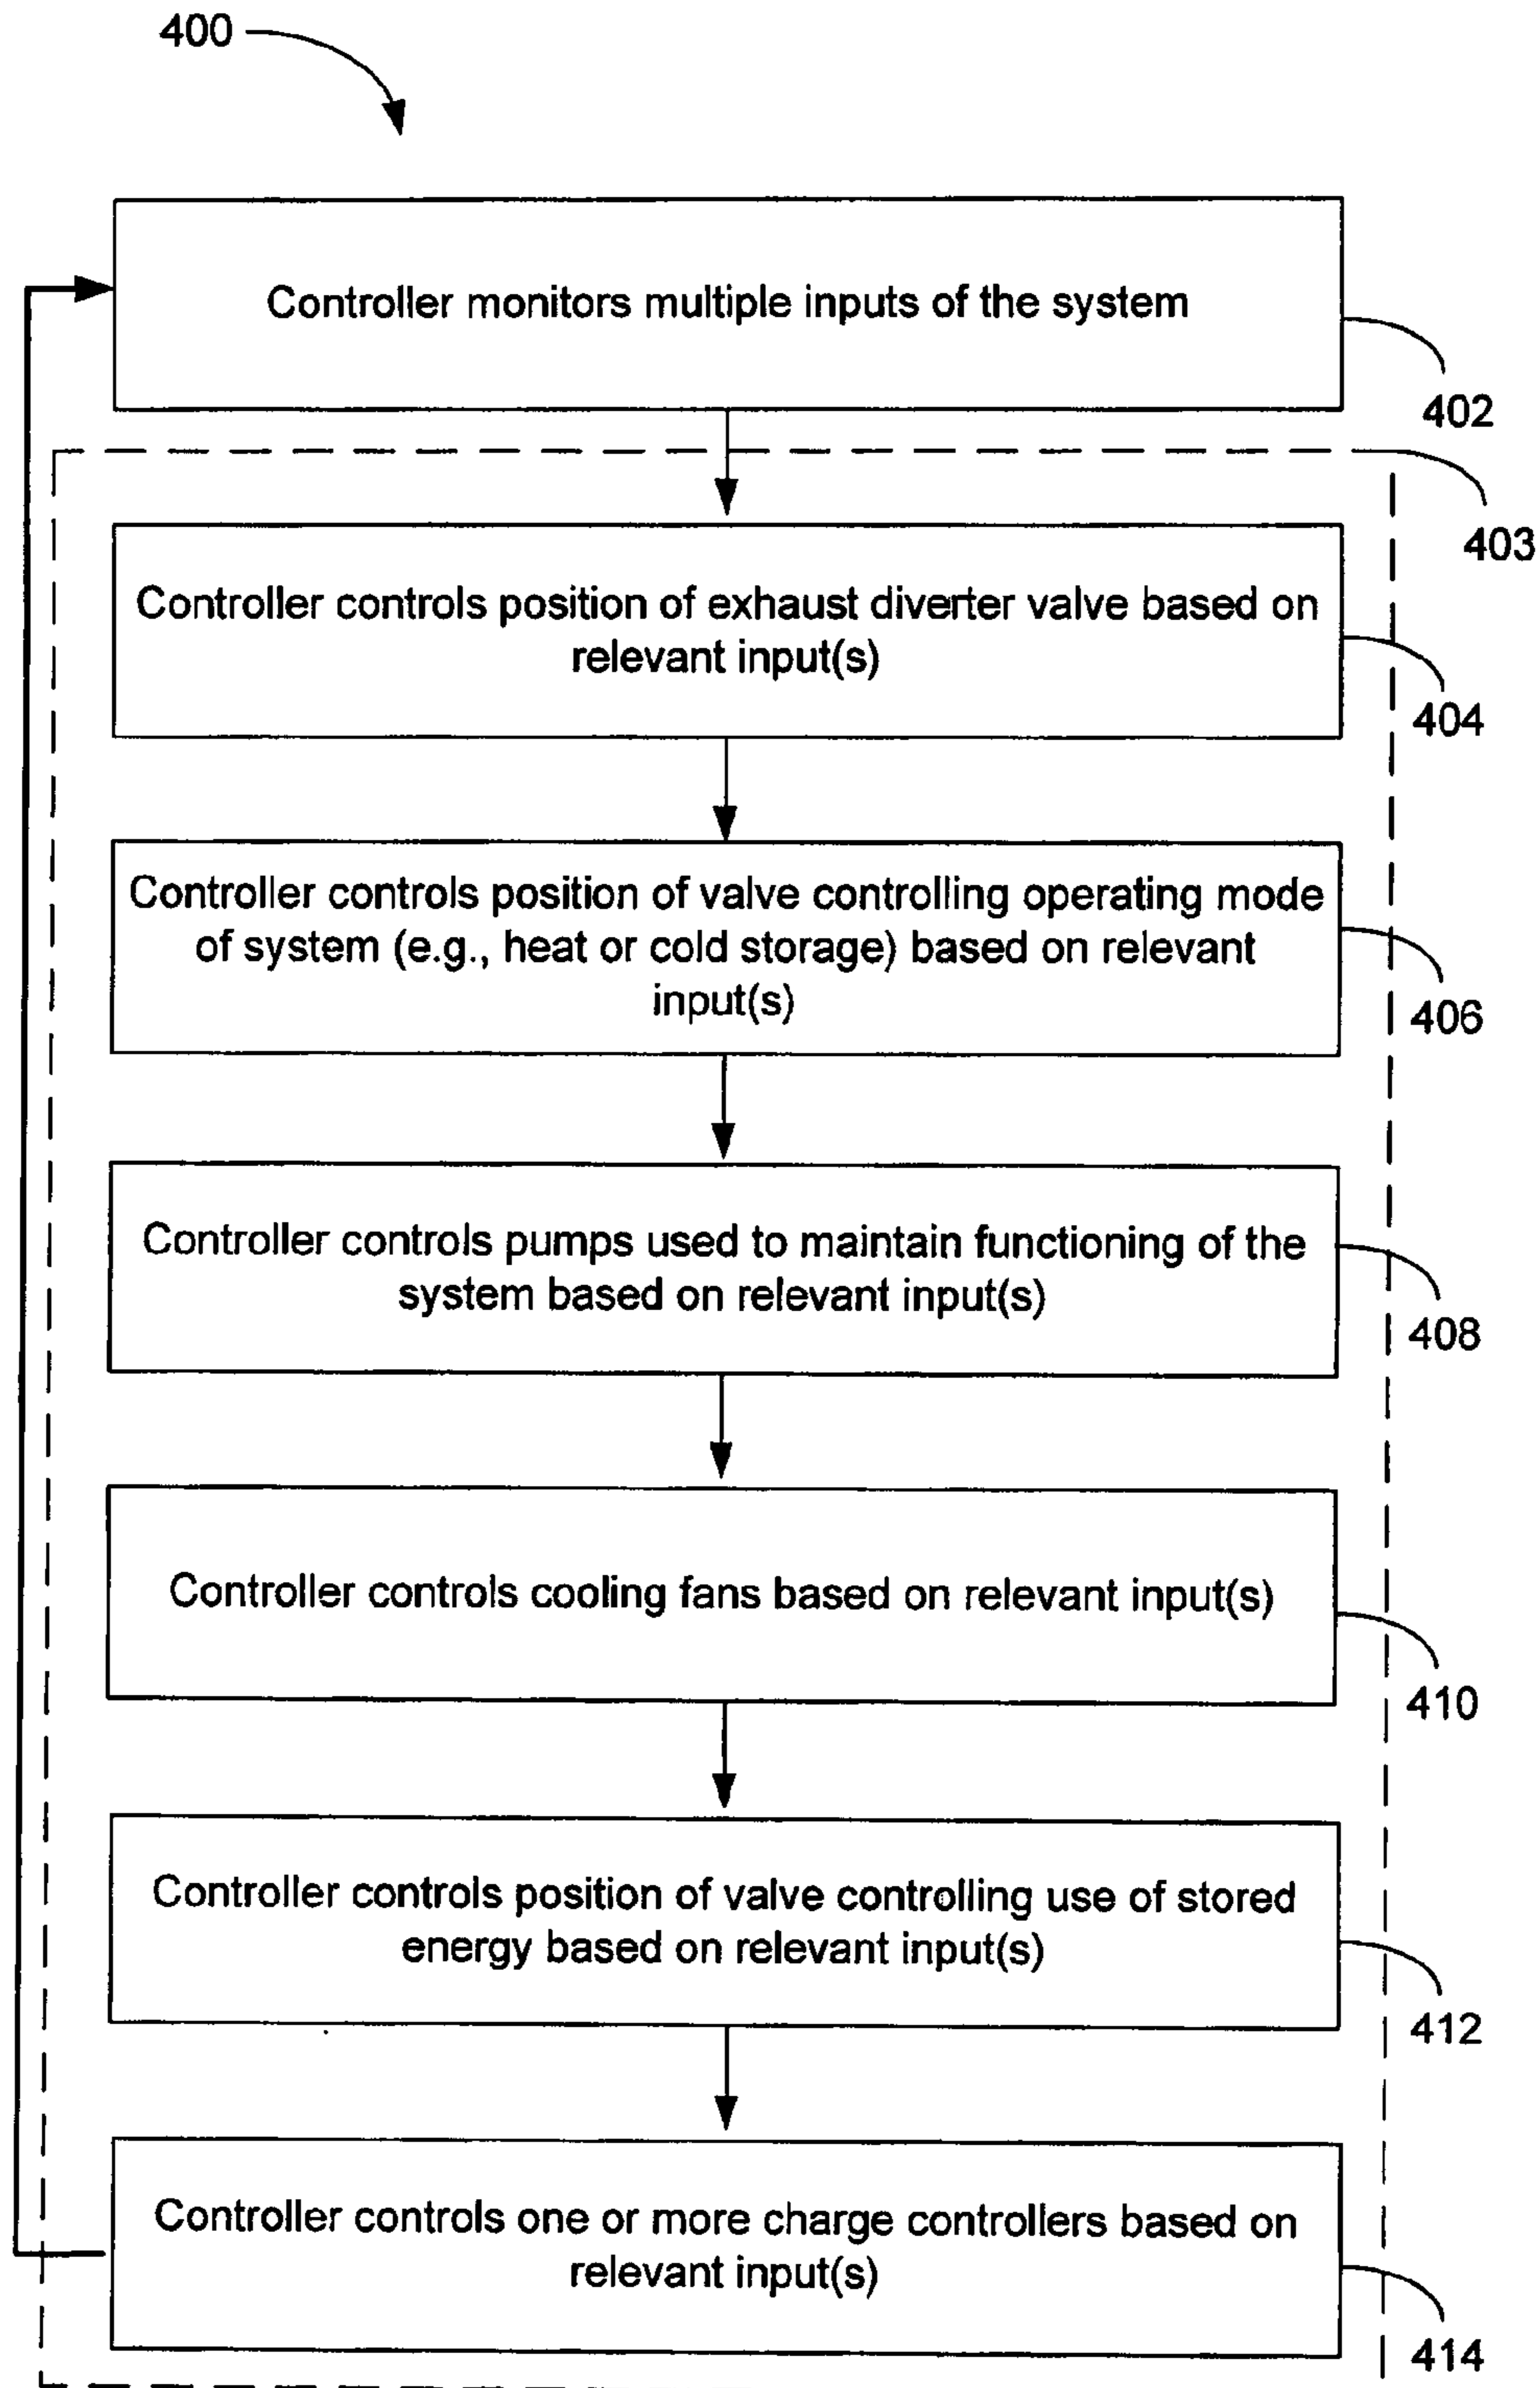 400
Controller monitors multiple inputs of the system
402
403
Controller controls position of exhaust diverter valve based on
relevant input(s)
404
Controller controls position of valve controlling operating mode
of system (e.g., heat or cold storage) based on relevant
input(s)
406
Controller controls pumps used to maintain functioning of the
system based on relevant input(s)
408
Controller controls cooling fans based on relevant input(s)
410
Controller controls position of valve controlling use of stored
energy based on relevant input(s)
412
Controller controls one or more charge controllers based on
relevant input(s)
414